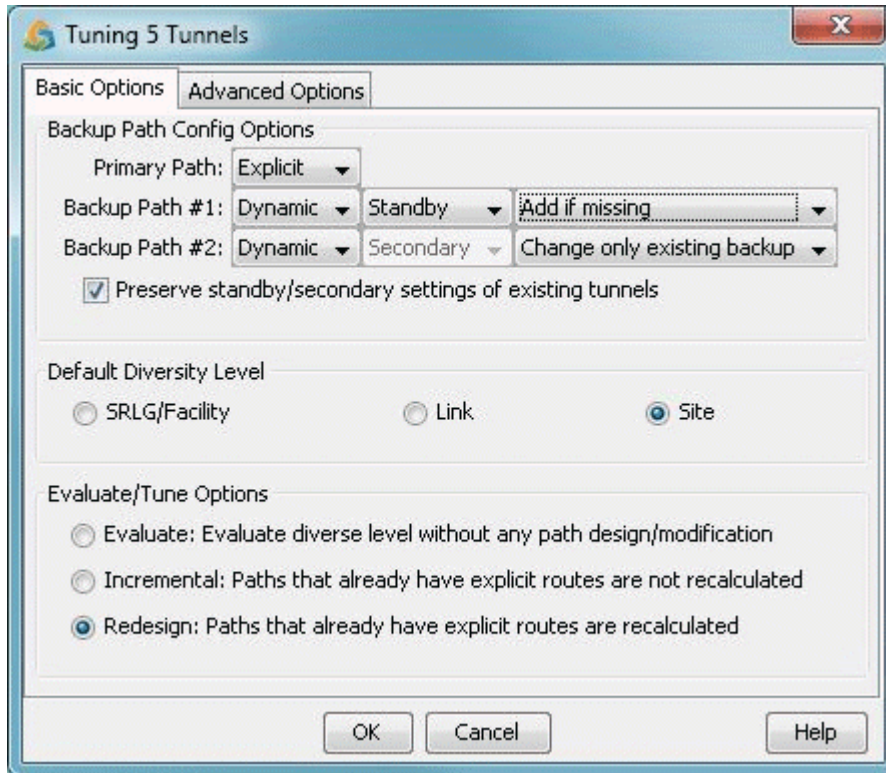 Tuning 5 Tunnels
Basic Options Advanced Options
Backup Path Config Options
Primary Path: Explicit
Backup Path #1: Dynamic Standby Add if missing
Backup Path #2: Dynamic Secondary Change only existing backup
Preserve standby/secondary settings of existing tunnels
Default Diversity Level
SRLG/Facility Link Site
Evaluate/Tune Options
Evaluate: Evaluate diverse level without any path design/modification
Incremental: Paths that already have explicit routes are not recalculated
Redesign: Paths that already have explicit routes are recalculated
OK Cancel Help